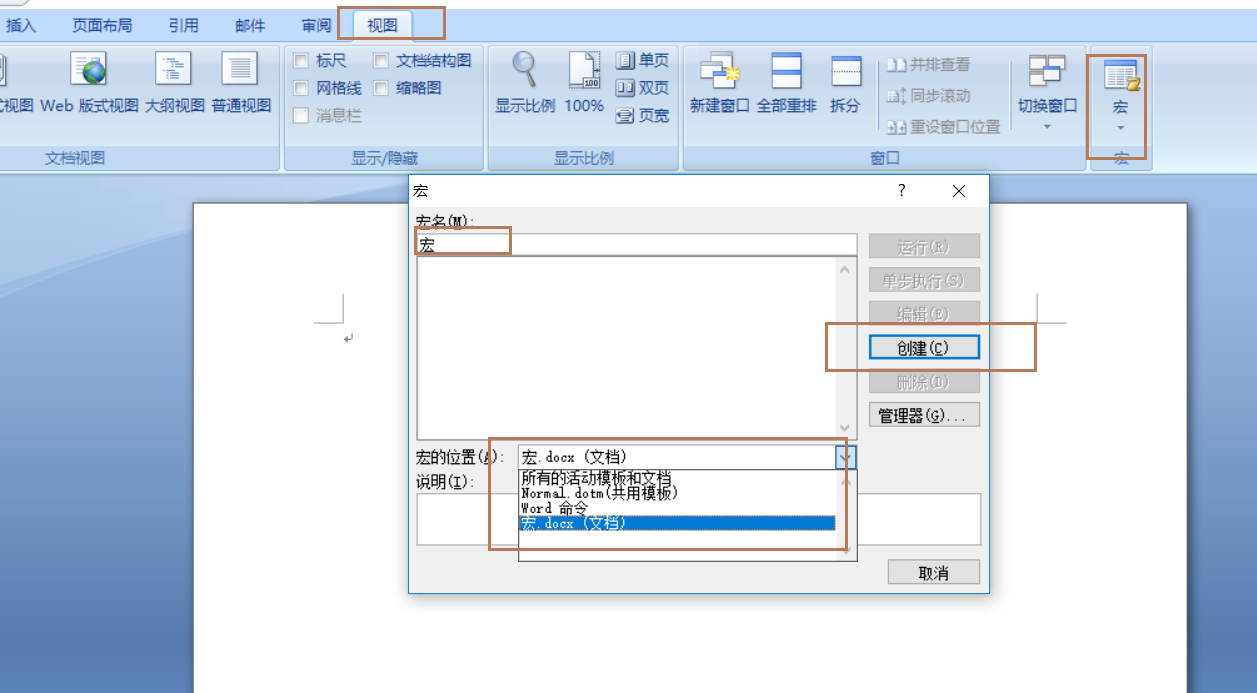 插入 页面布局 引用 邮件 审阅 视图
标尺 文档结构图 单页 并排查看
网格线 缩略图 双页 同步滚动
消息栏 页宽 重设窗口位置
式视图 Web 版式视图 大纲视图 普通视图 显示比例 100% 新建窗口 全部重排 拆分 切换窗口 宏
文档视图 显示/隐藏 显示比例 窗口 宏
宏 ? ×
宏名(M):
宏
运行(R)
单步执行(S)
编辑(E)
创建(C)
删除(D)
管理器(G)...
宏的位置(A): 宏.docx (文档)
所有的活动模板和文档
说明(I):
Normal.dotm(共用模板)
Word 命令
宏.docx (文档)
取消